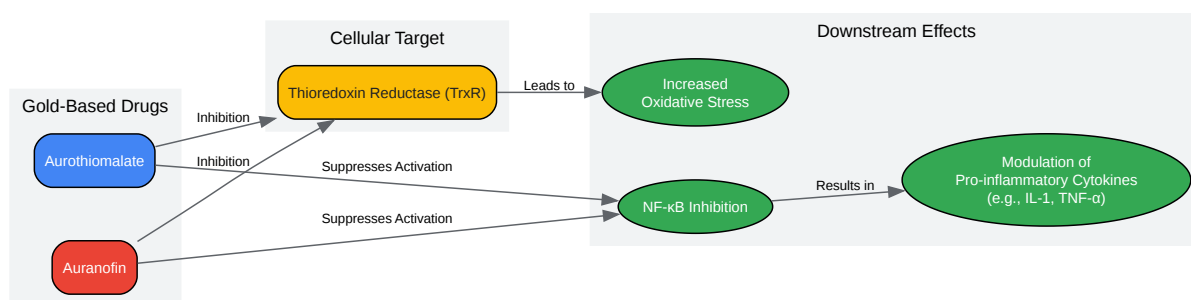 Gold-Based Drugs
Aurothiomalate
Auranofin
Cellular Target
Thioredoxin Reductase (TrxR)
Inhibition
Inhibition
Suppresses Activation
Suppresses Activation
Leads to
Downstream Effects
Increased
Oxidative Stress
NF-κB Inhibition
Results in
Modulation of
Pro-inflammatory Cytokines
(e.g., IL-1, TNF-α)